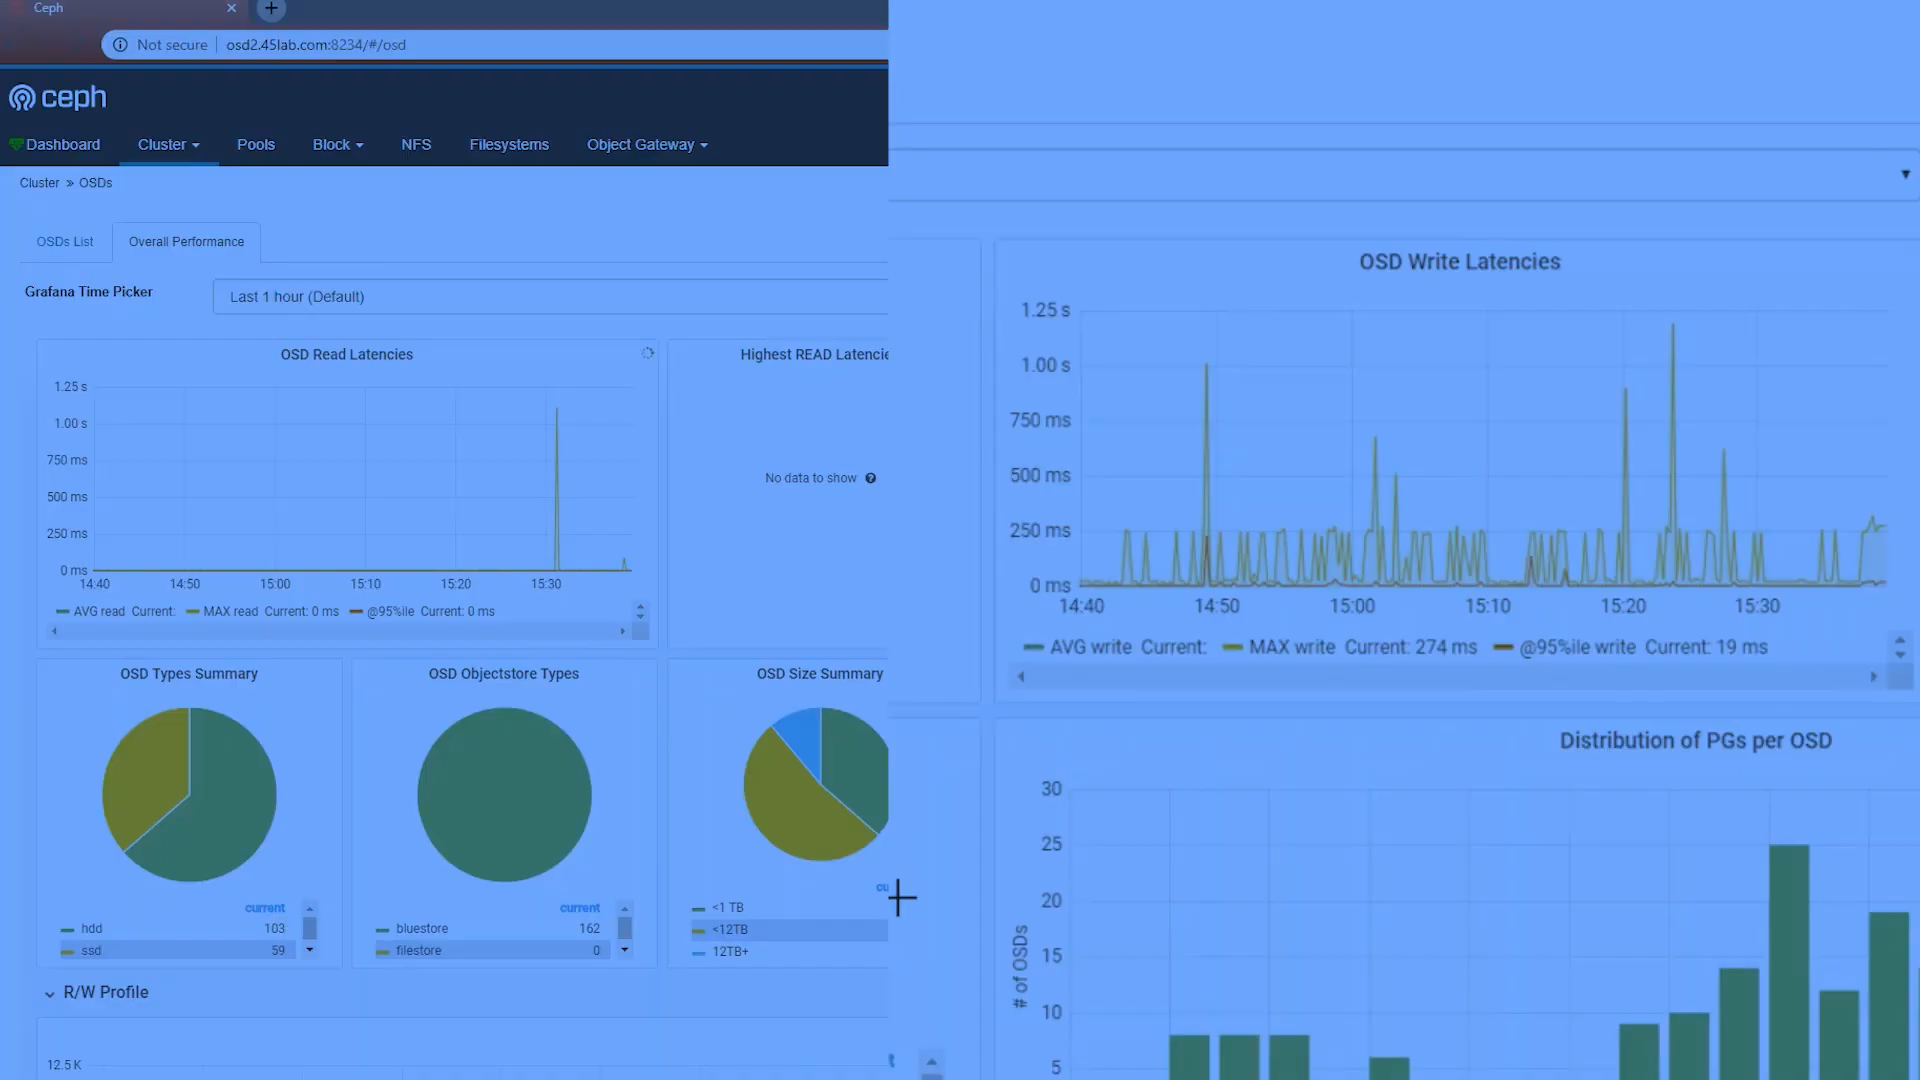 Ceph
Not secure
osd2.45lab.com:8234/#/osd
ceph
Dashboard
Cluster
Pools
Block
NFS
Filesystems
Object Gateway
Cluster » OSDs
OSDs List
Overall Performance
Grafana Time Picker
Last 1 hour (Default)
OSD Read Latencies
1.25 s
1.00 s
750 ms
500 ms
250 ms
0 ms
14:40 14:50 15:00 15:10 15:20 15:30
AVG read Current: MAX read Current: 0 ms @95%ile Current: 0 ms
Highest READ Latencie
No data to show
OSD Write Latencies
1.25 s
1.00 s
750 ms
500 ms
250 ms
0 ms
14:40 14:50 15:00 15:10 15:20 15:30
AVG write Current: MAX write Current: 274 ms @95%ile write Current: 19 ms
OSD Types Summary
current
hdd 103
ssd 59
OSD Objectstore Types
current
bluestore 162
filestore 0
OSD Size Summary
cu
<1 TB
<12TB
12TB+
Distribution of PGs per OSD
# of OSDs
30
25
20
15
10
5
R/W Profile
12.5 K